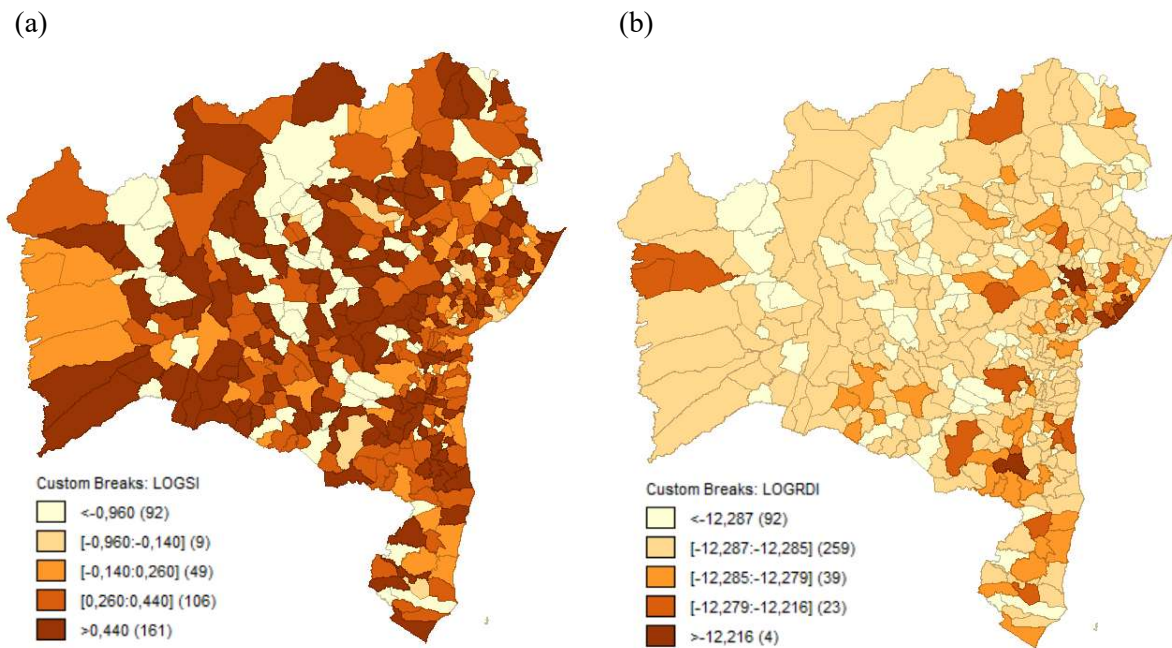 (a)
Custom Breaks: LOGSI
<-0,960 (92)
[-0,960:-0,140] (9)
[-0,140:0,260] (49)
[0,260:0,440] (106)
>0,440 (161)
(b)
Custom Breaks: LOGRDI
<-12,287 (92)
[-12,287:-12,285] (259)
[-12,285:-12,279] (39)
[-12,279:-12,216] (23)
>-12,216 (4)